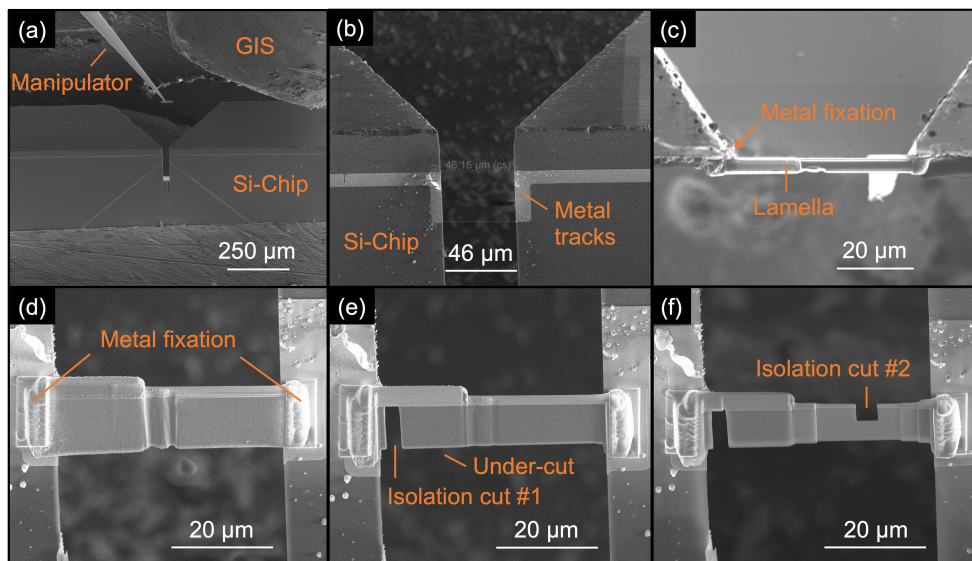 (a)
GIS
Manipulator
Si-Chip
250 µm
(b)
46.15 µm (cs)
Si-Chip
Metal
tracks
46 µm
(c)
Metal fixation
Lamella
20 µm
(d)
Metal fixation
20 µm
(e)
Under-cut
Isolation cut #1
20 µm
(f)
Isolation cut #2
20 µm